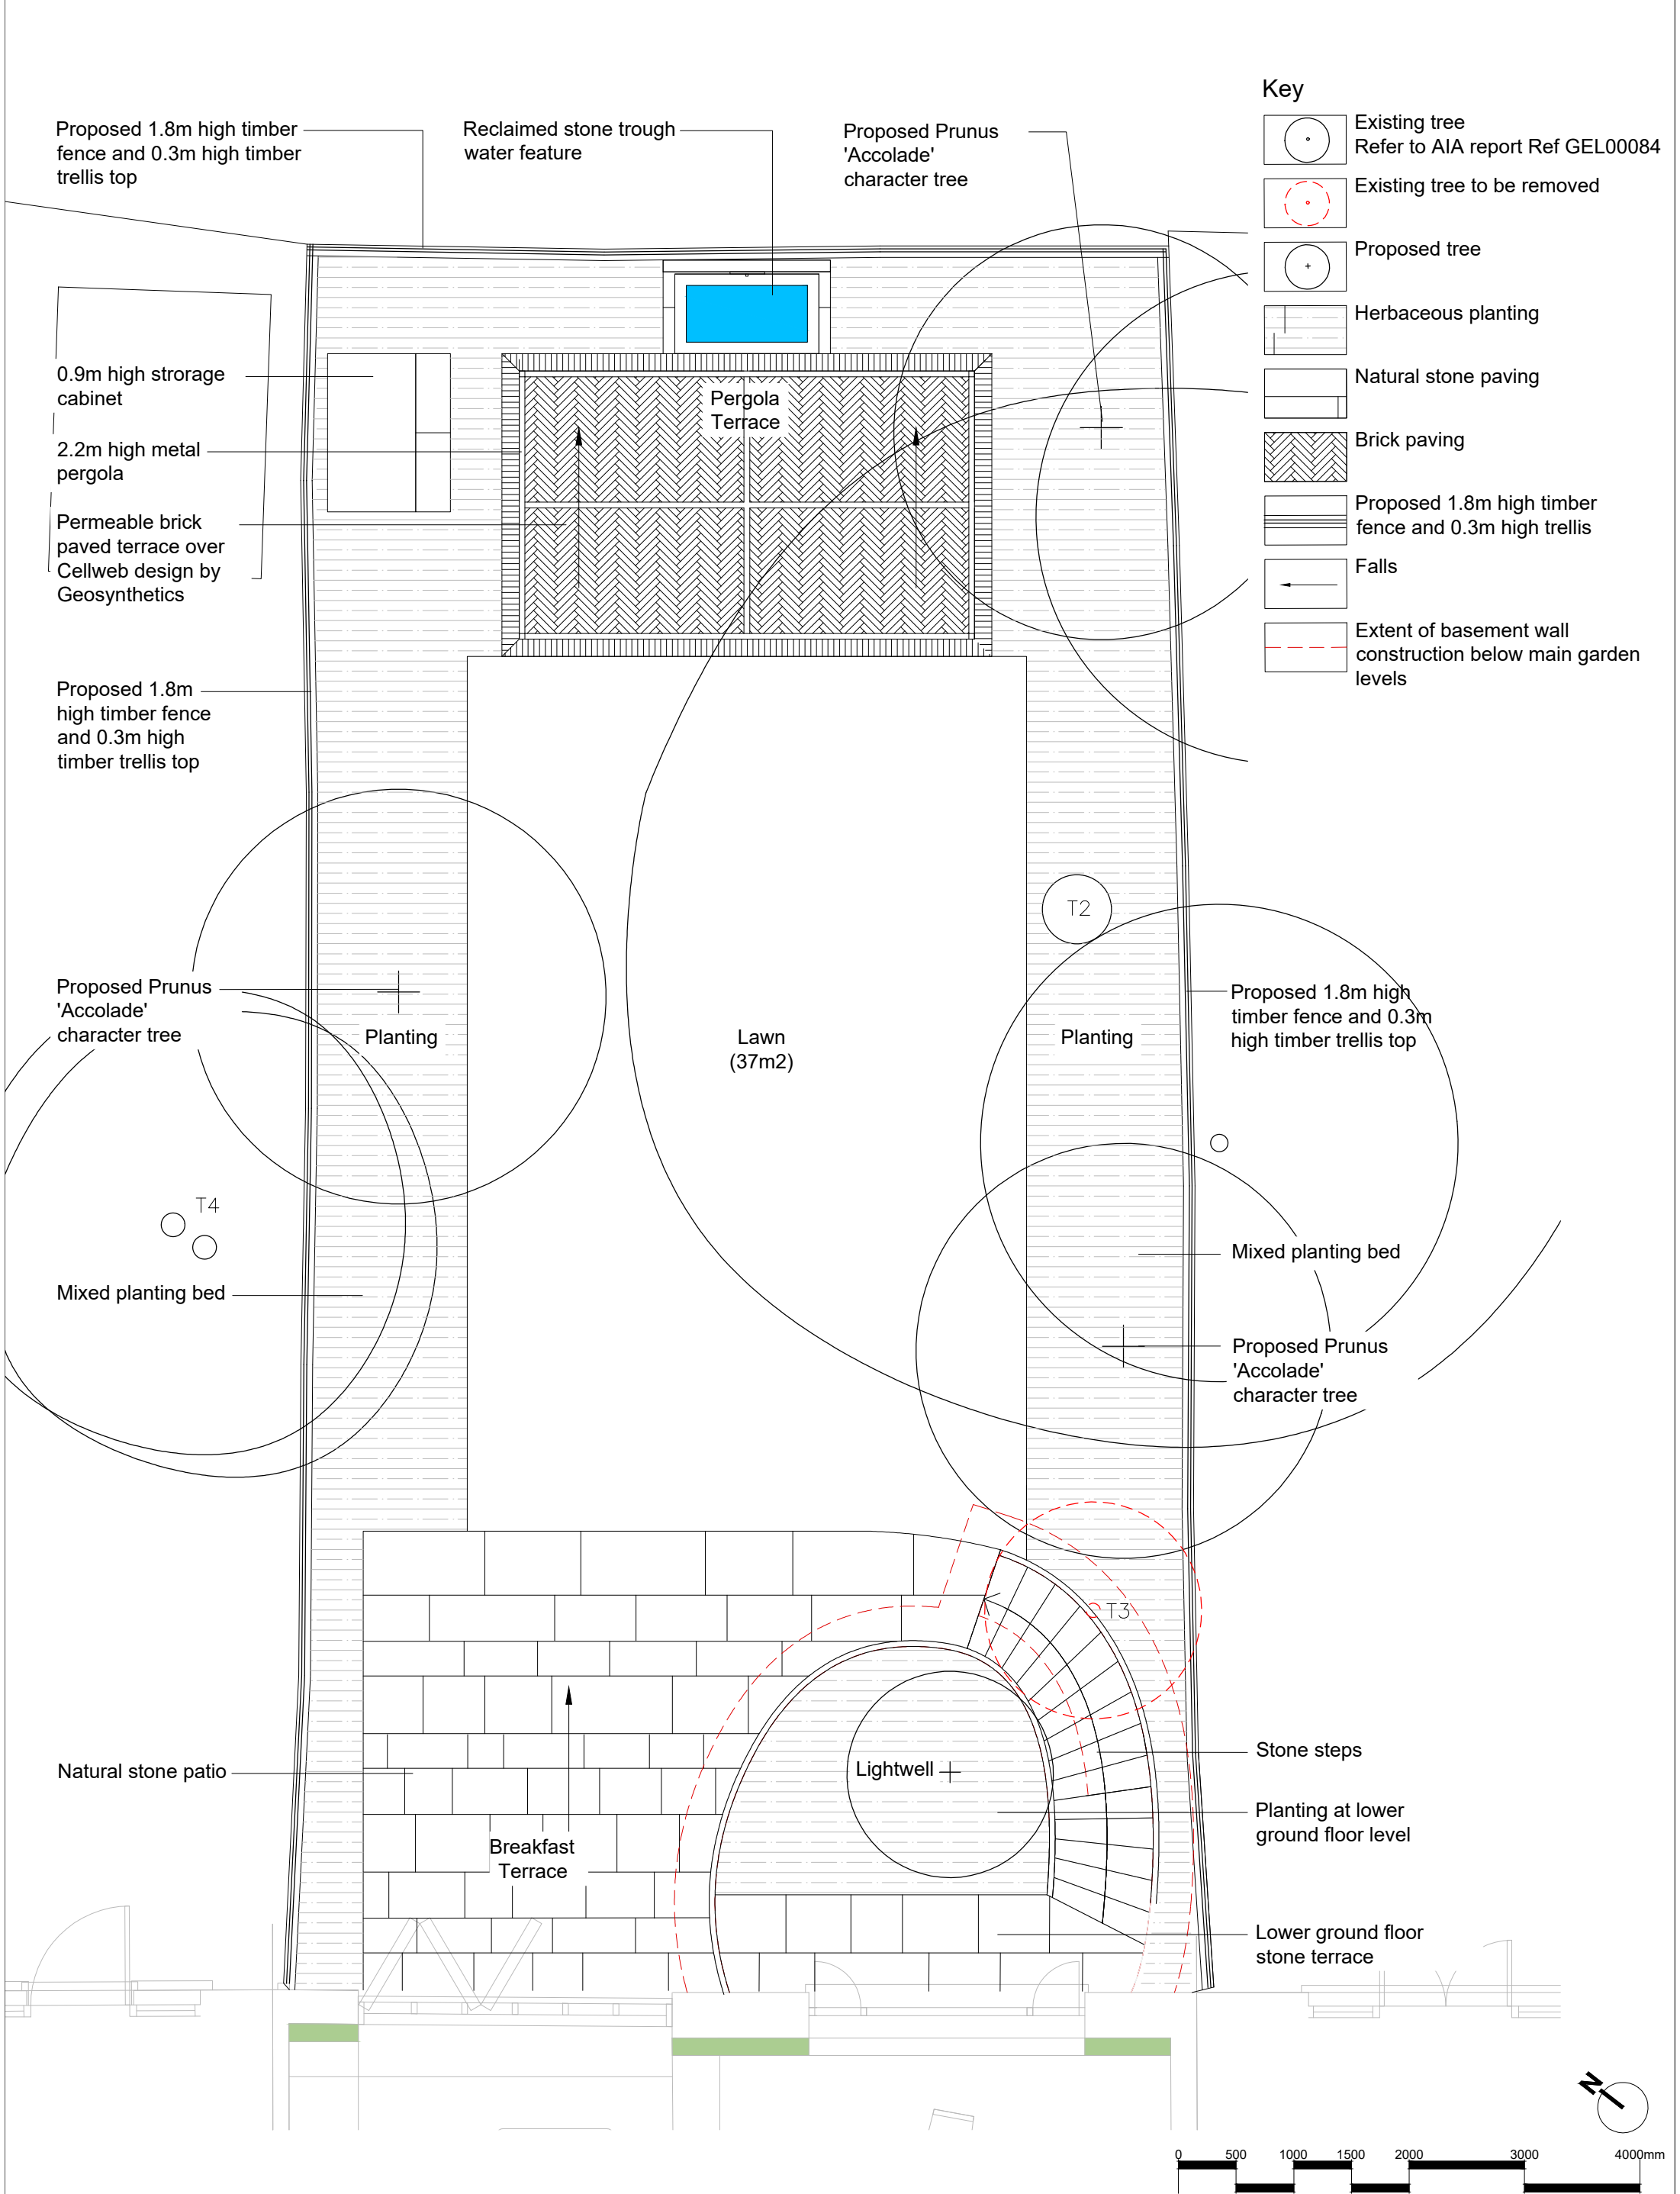 Key
Existing tree
Refer to AIA report Ref GEL00084
Existing tree to be removed
Proposed tree
Herbaceous planting
Natural stone paving
Brick paving
Proposed 1.8m high timber
fence and 0.3m high trellis
Falls
Extent of basement wall
construction below main garden
levels
Proposed 1.8m high timber
fence and 0.3m high timber
trellis top
Reclaimed stone trough
water feature
Proposed Prunus
'Accolade'
character tree
0.9m high strorage
cabinet
2.2m high metal
pergola
Permeable brick
paved terrace over
Cellweb design by
Geosynthetics
Pergola
Terrace
Proposed 1.8m
high timber fence
and 0.3m high
timber trellis top
T2
Proposed Prunus
'Accolade'
character tree
Planting
Lawn
(37m2)
Planting
Proposed 1.8m high
timber fence and 0.3m
high timber trellis top
T4
Mixed planting bed
Mixed planting bed
Proposed Prunus
'Accolade'
character tree
T3
Natural stone patio
Breakfast
Terrace
Lightwell
Stone steps
Planting at lower
ground floor level
Lower ground floor
stone terrace
N
0 500 1000 1500 2000 3000 4000mm